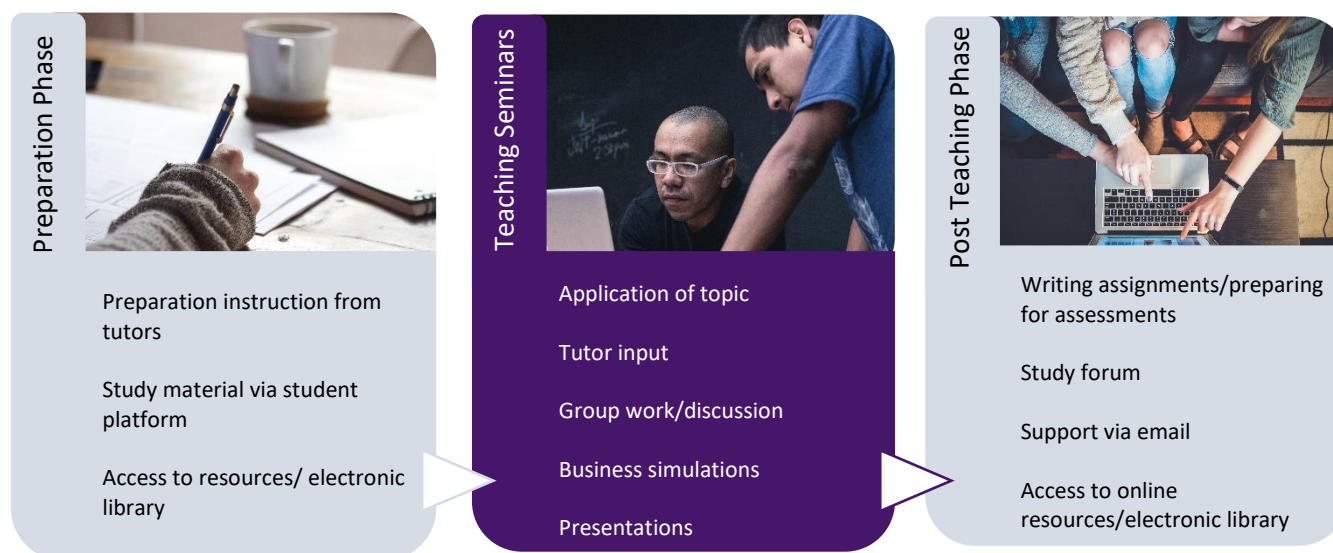 Preparation Phase
Preparation instruction from
tutors
Study material via student
platform
Access to resources/ electronic
library
Teaching Seminars
Application of topic
Tutor input
Group work/discussion
Business simulations
Presentations
Post Teaching Phase
Writing assignments/preparing
for assessments
Study forum
Support via email
Access to online
resources/electronic library